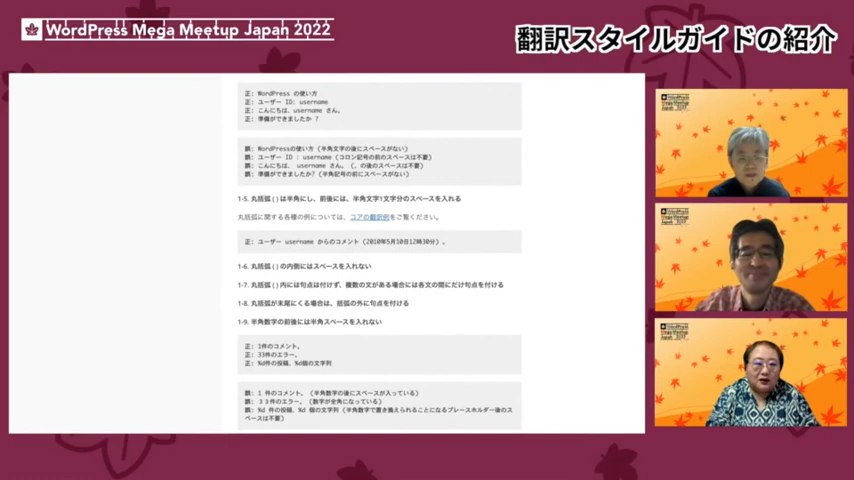 WordPress Mega Meetup Japan 2022
翻訳スタイルガイドの紹介
正: WordPress の使い方
正: ユーザー ID: username
正: こんにちは、username さん。
正: 準備ができましたか ?
誤: WordPressの使い方 (半角文字の後にスペースがない)
誤: ユーザー ID : username (コロン記号の前のスペースは不要)
誤: こんにちは、 username さん。 (、の後のスペースは不要)
誤: 準備ができましたか? (半角記号の前にスペースがない)
1-5. 丸括弧 ( ) は半角にし、前後には、半角文字1文字分のスペースを入れる
丸括弧に関する各種の例については、コアの翻訳例をご覧ください。
正: ユーザー username からのコメント (2010年5月10日12時30分) 。
1-6. 丸括弧 ( ) の内側にはスペースを入れない
1-7. 丸括弧 ( ) 内には句点は付けず、複数の文がある場合には各文の間にだけ句点を付ける
1-8. 丸括弧が末尾にくる場合は、括弧の外に句点を付ける
1-9. 半角数字の前後には半角スペースを入れない
正: 1件のコメント。
正: 33件のエラー。
正: %d件の投稿、%d個の文字列
誤: 1 件のコメント。 (半角数字の後にスペースが入っている)
誤: 33件のエラー。 (数字が全角になっている)
誤: %d 件の投稿、%d 個の文字列 (半角数字で置き換えられることになるプレースホルダー後のス
ペースは不要)